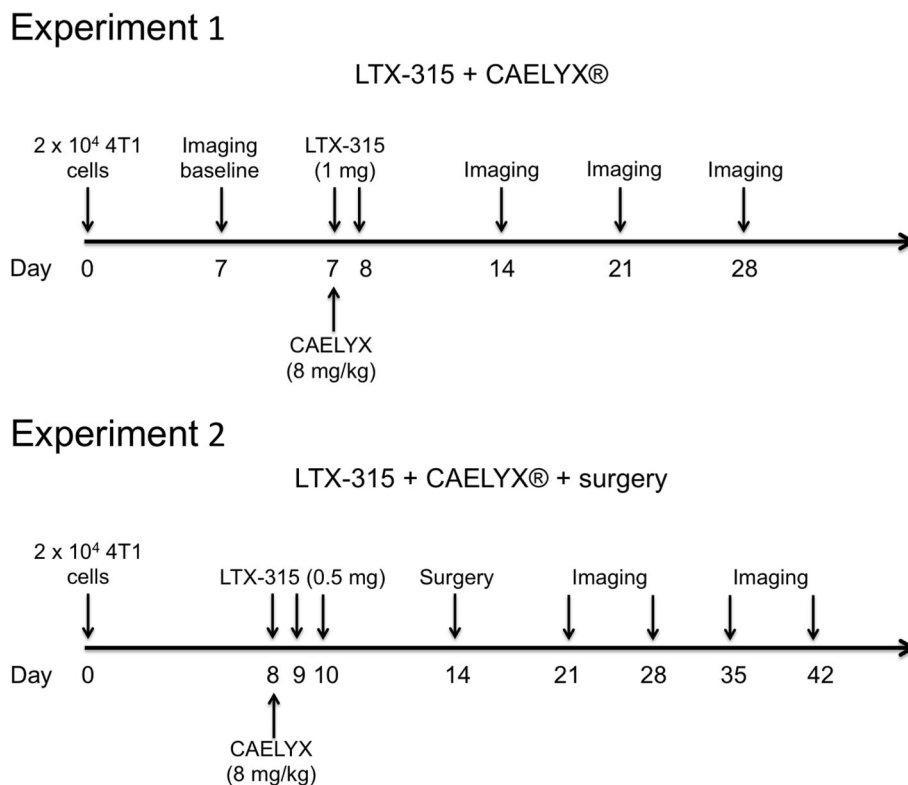 Experiment 1
LTX-315 + CAELYX®
2 x 10⁴ 4T1
cells
Imaging
baseline
LTX-315
(1 mg)
Imaging
Imaging
Imaging
Day 0 7 7 8 14 21 28
CAELYX
(8 mg/kg)
Experiment 2
LTX-315 + CAELYX® + surgery
2 x 10⁴ 4T1
cells
LTX-315 (0.5 mg)
Surgery
Imaging
Imaging
Day 0 8 9 10 14 21 28 35 42
CAELYX
(8 mg/kg)